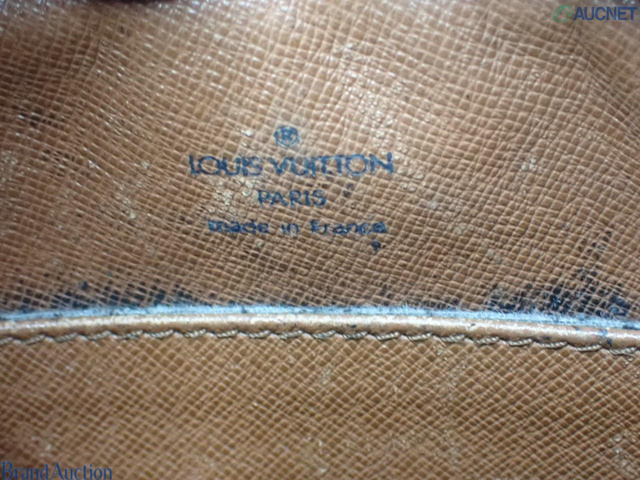 AUCNET
®
LOUIS VUITTON
PARIS
made in France
Brand Auction